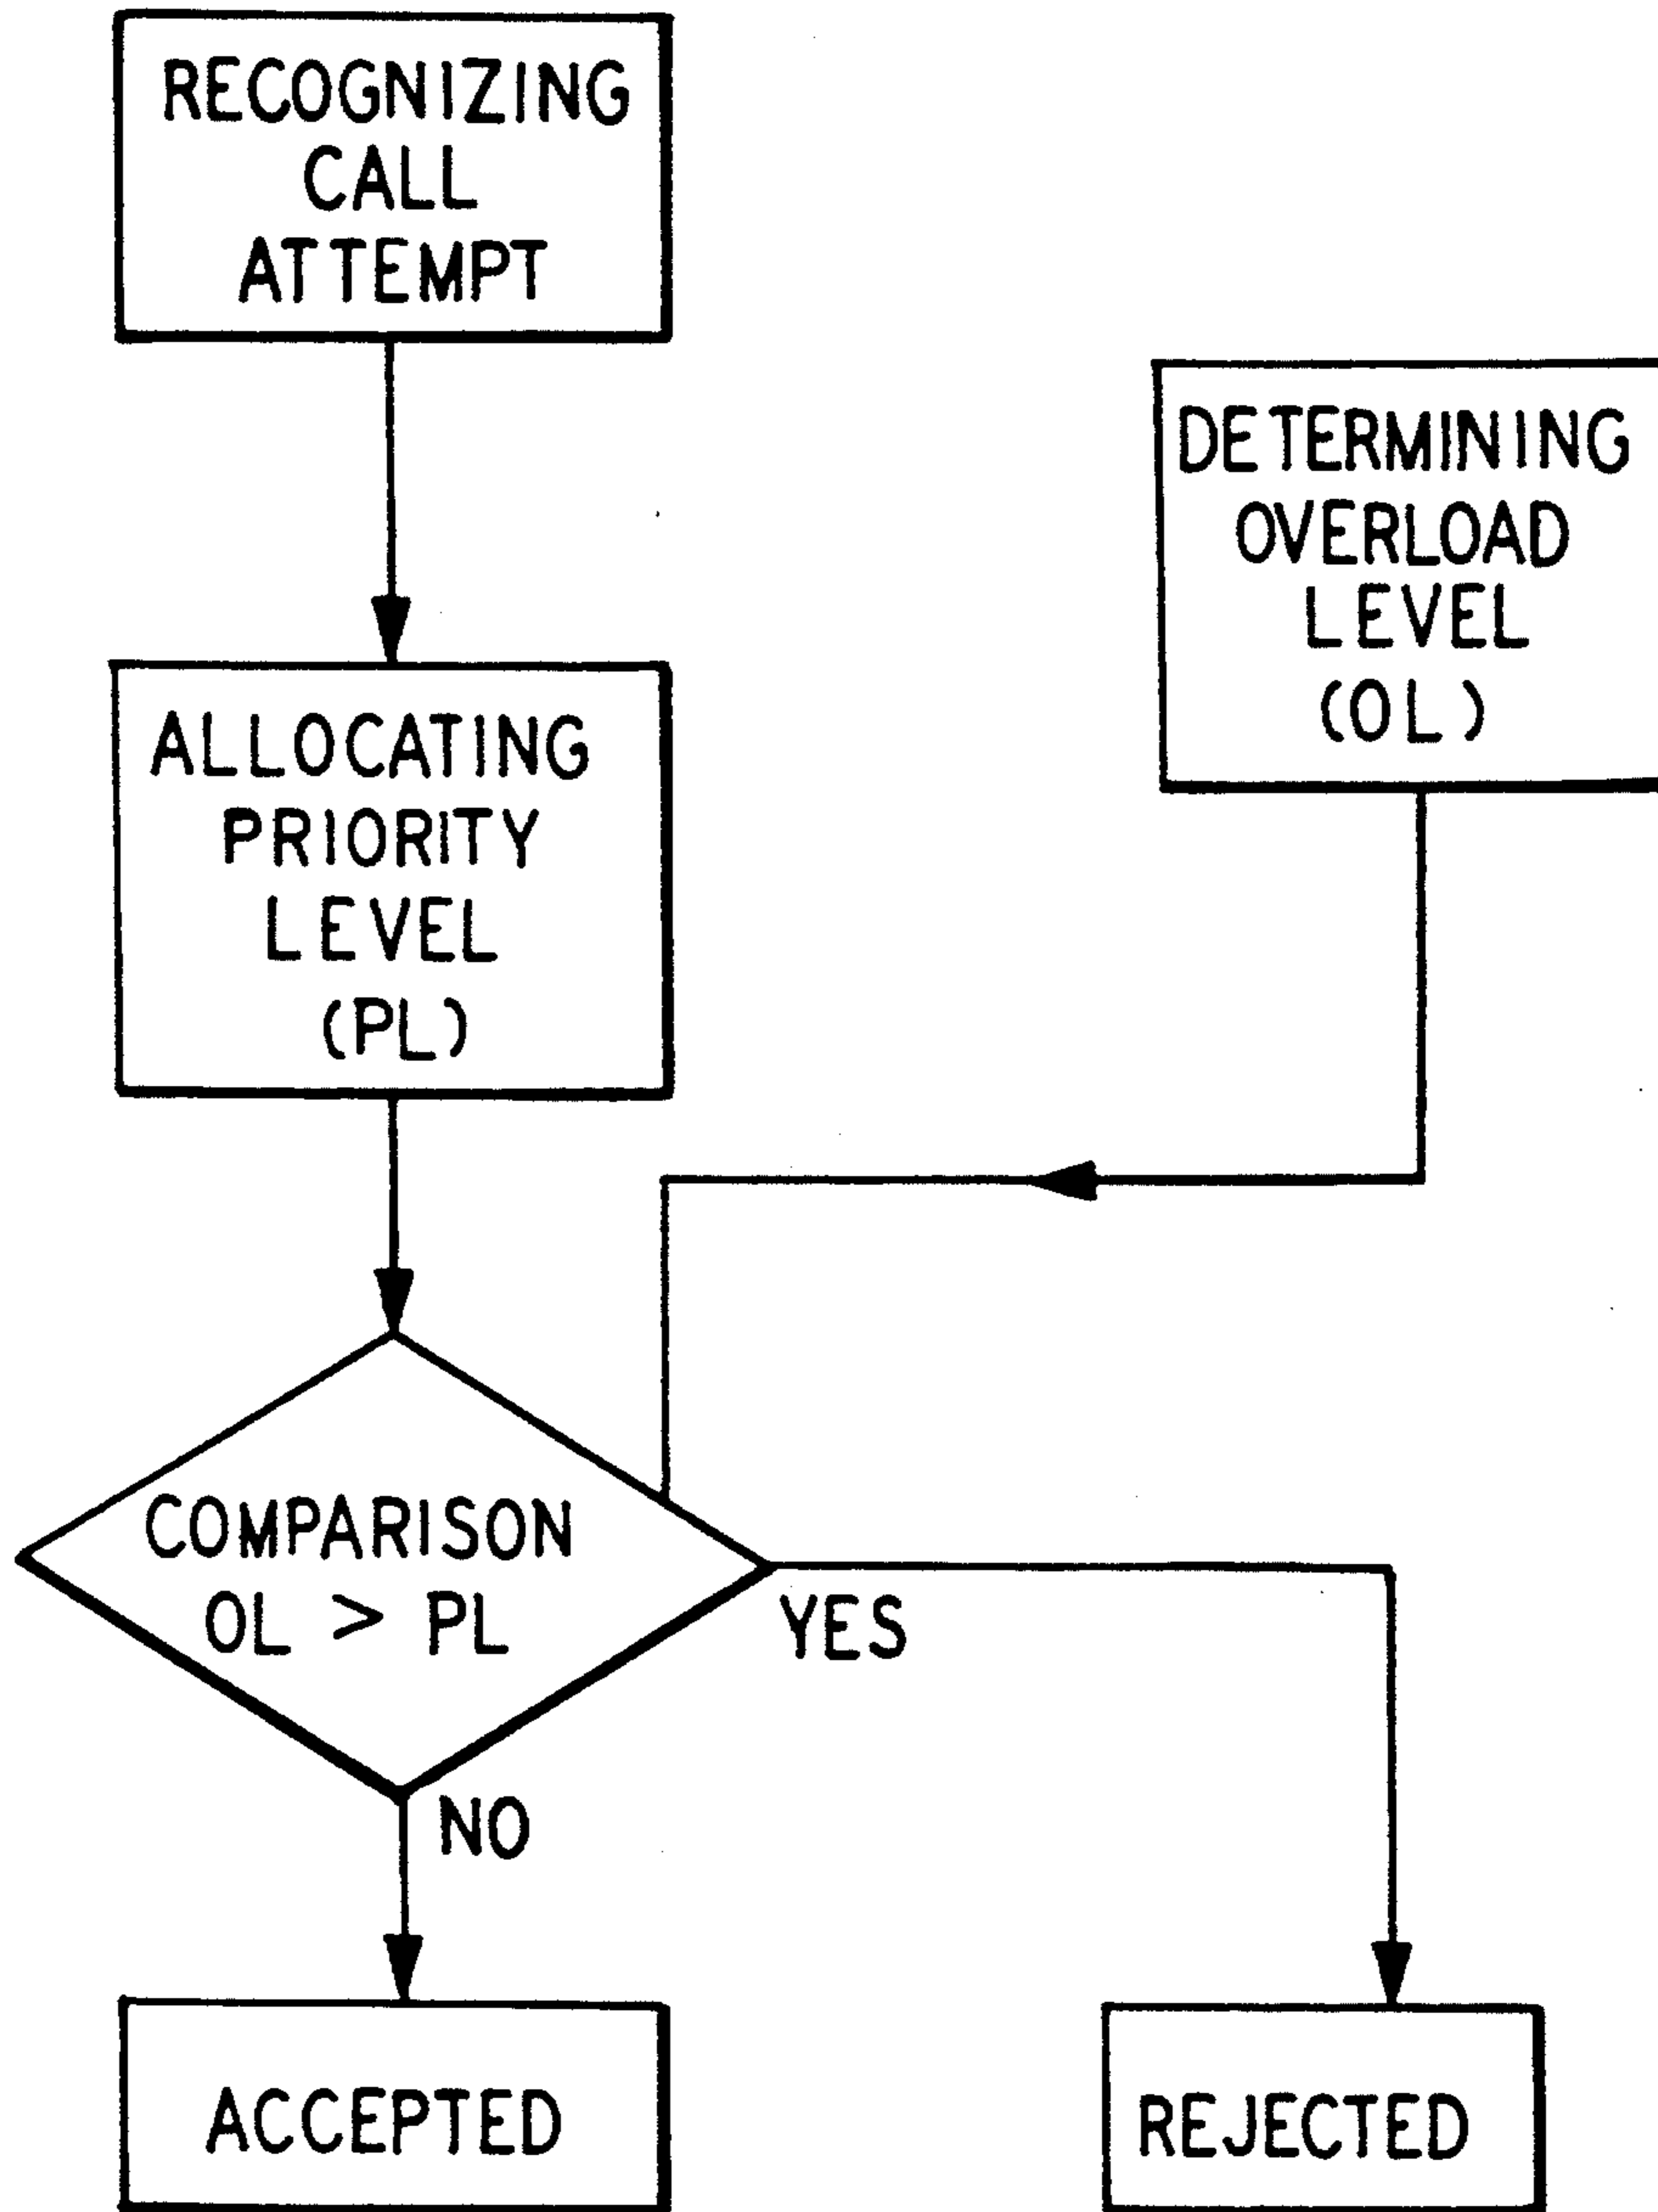 RECOGNIZING
CALL
ATTEMPT
DETERMINING
OVERLOAD
LEVEL
(OL)
ALLOCATING
PRIORITY
LEVEL
(PL)
COMPARISON
OL > PL
YES
NO
ACCEPTED
REJECTED